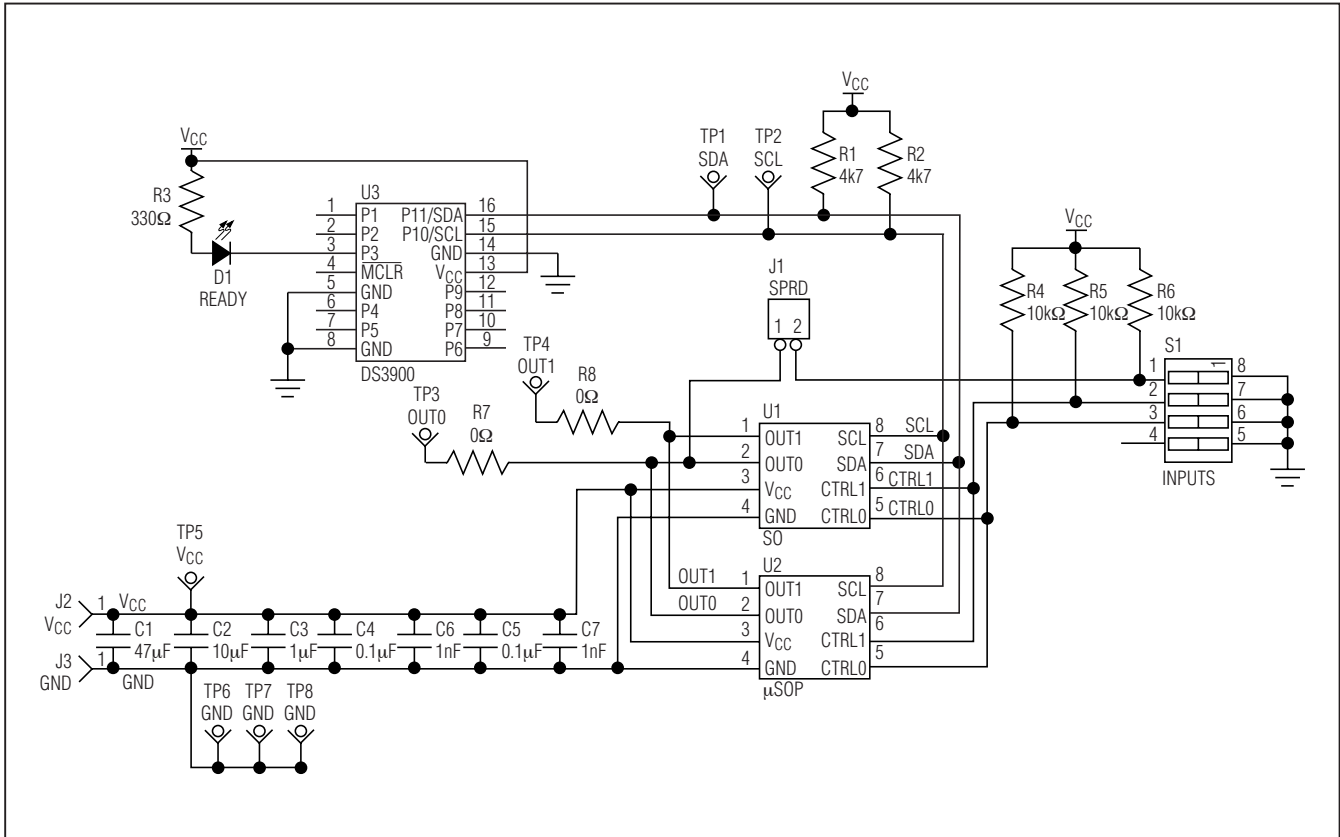 VCC
VCC
TP1
SDA
TP2
SCL
R1
4k7
R2
4k7
R3
330Ω
D1
READY
U3
1 P1 P11/SDA 16
2 P2 P10/SCL 15
3 P3 GND 14
4 MCLR VCC 13
5 GND P9 12
6 P4 P8 11
7 P5 P7 10
8 GND P6 9
DS3900
VCC
J1
SPRD
1 2
R4
10kΩ
R5
10kΩ
R6
10kΩ
S1
1 1 8
2 7
3 6
4 5
INPUTS
TP4
OUT1
R8
0Ω
TP3
OUT0
R7
0Ω
U1
1 OUT1 SCL 8 SCL
2 OUT0 SDA 7 SDA
3 VCC CTRL1 6 CTRL1
4 GND CTRL0 5 CTRL0
SO
U2
OUT1 1 OUT1 SCL 8
OUT0 2 OUT0 SDA 7
3 VCC CTRL1 6
4 GND CTRL0 5
µSOP
TP5
VCC
J2 1 VCC
VCC
C1
47µF
C2
10µF
C3
1µF
C4
0.1µF
C6
1nF
C5
0.1µF
C7
1nF
J3 1
GND GND
TP6
GND
TP7
GND
TP8
GND